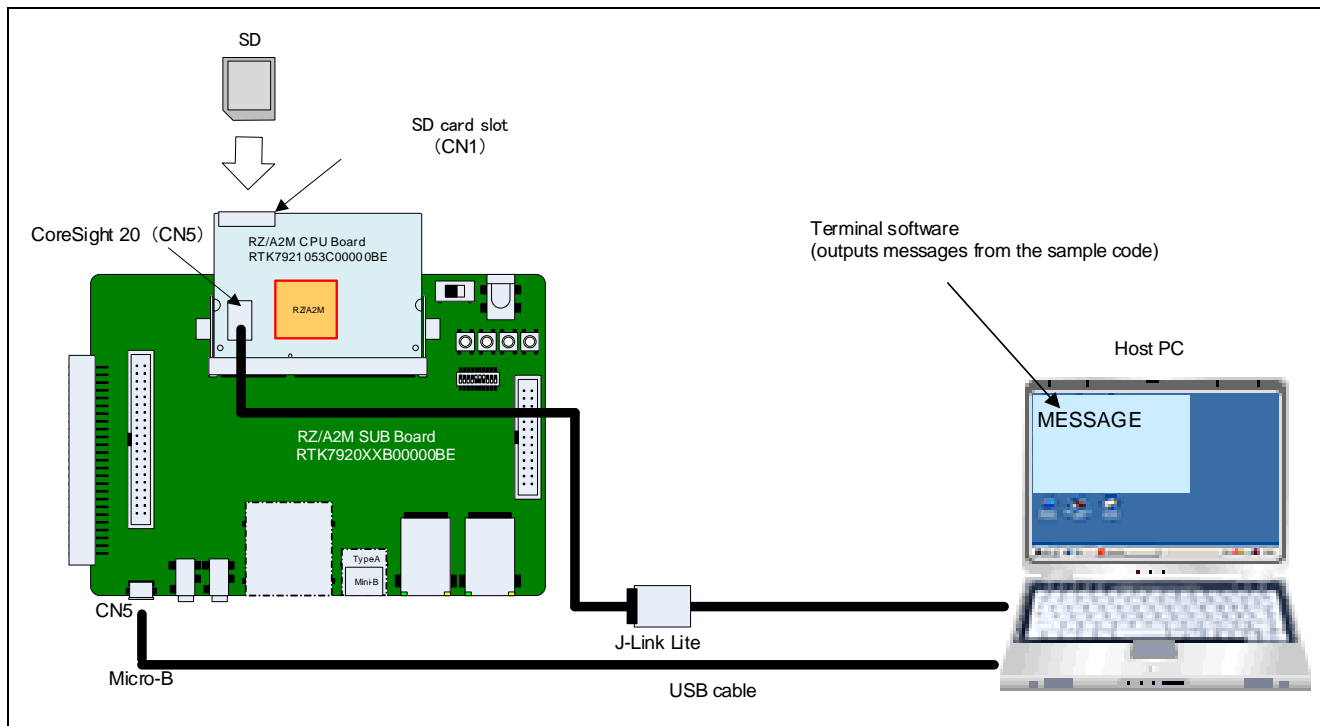 SD
SD card slot
（CN1）
CoreSight 20（CN5）
RZ/A2M CPU Board
RTK7921053C00000BE
RZ/A2M
Terminal software
(outputs messages from the sample code)
Host PC
MESSAGE
RZ/A2M SUB Board
RTK7920XXB00000BE
TypeA
Mini-B
CN5
J-Link Lite
Micro-B
USB cable